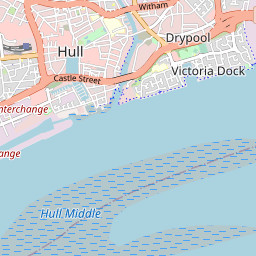 Witham
Drypool
Hull
Castle Street
Victoria Dock
nterchange
ange
Hull Middle